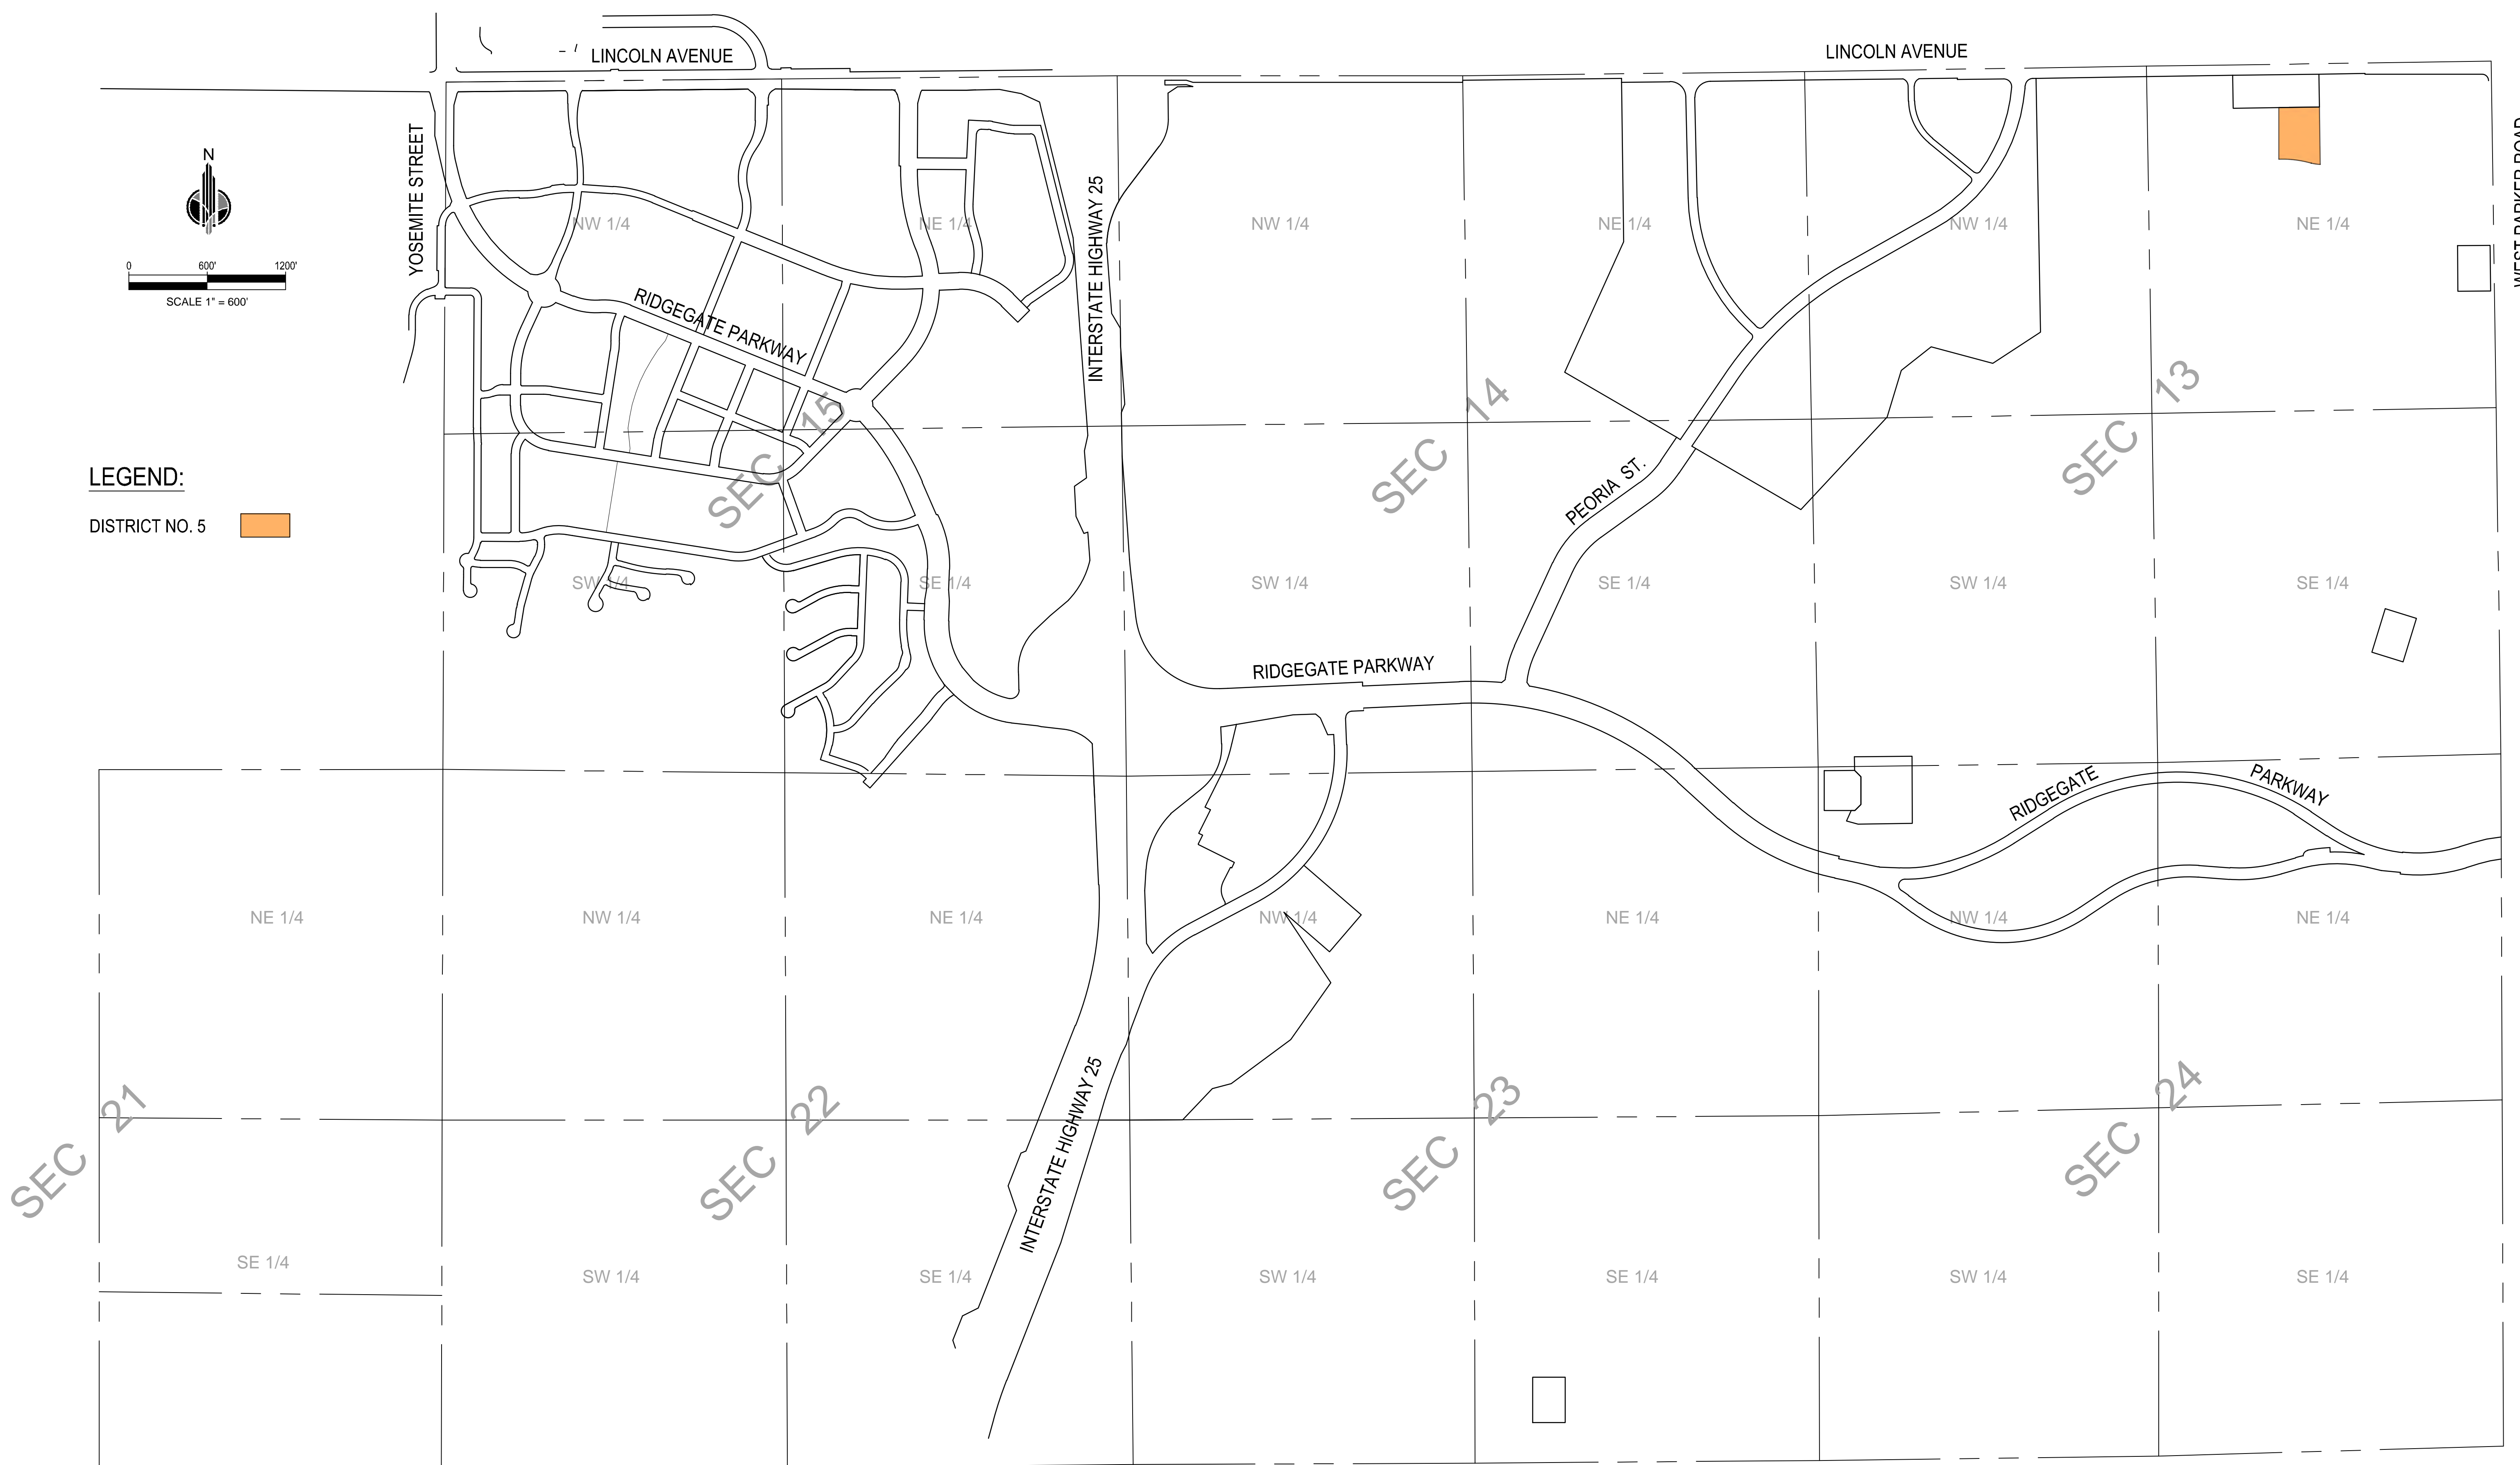 LINCOLN AVENUE
LINCOLN AVENUE
YOSEMITE STREET
INTERSTATE HIGHWAY 25
WEST PARKER ROAD
N
0 600' 1200'
SCALE 1" = 600'
NW 1/4
NE 1/4
NW 1/4
NE 1/4
NW 1/4
NE 1/4
RIDGEGATE PARKWAY
SEC 15
SEC 14
SEC 13
LEGEND:
DISTRICT NO. 5
PEORIA ST.
SW 1/4
SE 1/4
SW 1/4
SE 1/4
SW 1/4
SE 1/4
RIDGEGATE PARKWAY
RIDGEGATE PARKWAY
NE 1/4
NW 1/4
NE 1/4
NW 1/4
NE 1/4
NW 1/4
NE 1/4
SEC 21
SEC 22
INTERSTATE HIGHWAY 25
SEC 23
SEC 24
SE 1/4
SW 1/4
SE 1/4
SW 1/4
SE 1/4
SW 1/4
SE 1/4